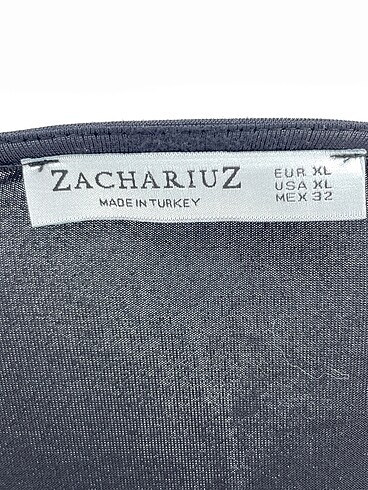 ZACHARIUZ
MADE IN TURKEY
EUR XL
USA XL
MEX 32